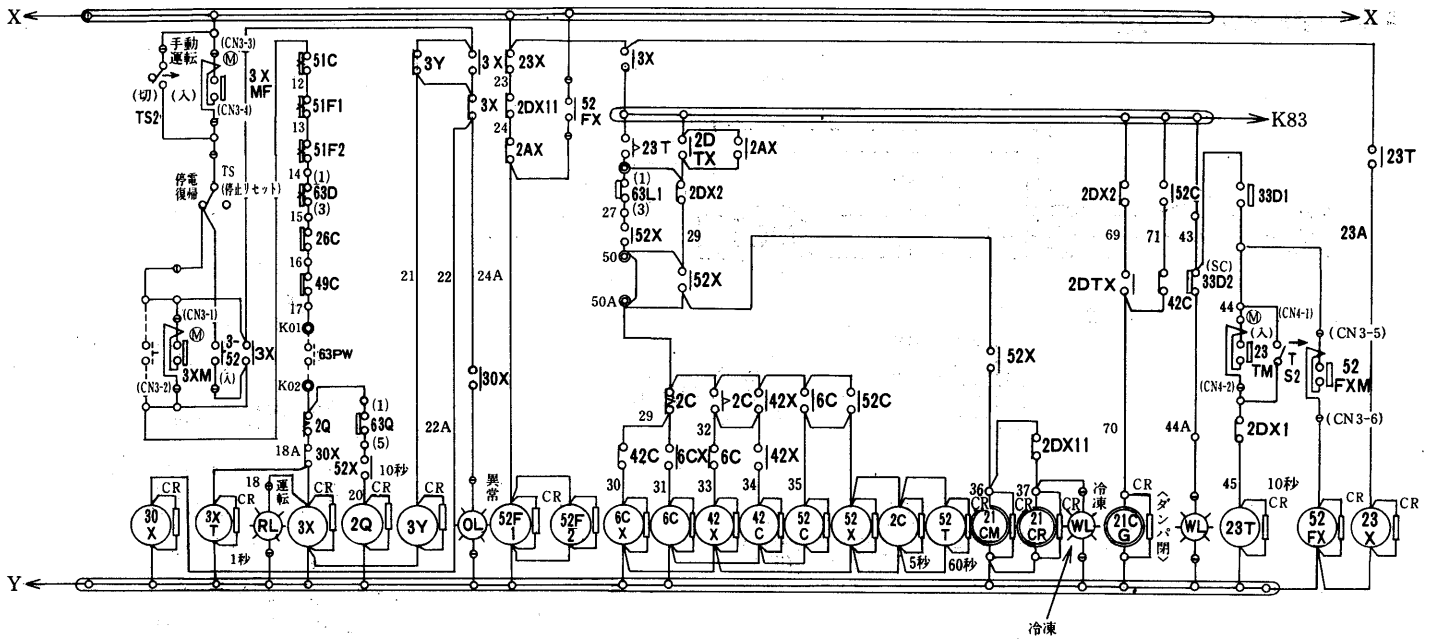 X
X
手動
運転
(CN3-3)
M
3X
MF
(切)
(入)
TS2
(CN3-4)
停電
復帰
TS
(停止リセット)
(CN3-1)
M
T
3XM
(CN3-2)
3-
52
(入)
3X
51C
12
51F1
13
51F2
14
(1)
63D
(3)
15
26C
16
49C
17
K01
63PW
K02
2Q
18A
30X
(1)
63Q
(5)
52X
10秒
20
3Y
3X
3X
21
22
22A
24A
30X
異常
23X
23
2DX11
24
2AX
52
FX
3X
K83
23T
2D
TX
2AX
(1)
63L1
(3)
27
2DX2
52X
29
50
52X
50A
2C
2C
42X
6C
52C
29
32
42C
6CX
6C
42X
30
31
33
34
35
52X
36
37
2DX11
2DX2
52C
69
71
43
2DTX
42C
(SC)
33D2
70
44A
33D1
44
M
(CN4-1)
(入)
23
TM
T
S2
(CN4-2)
2DX1
45
10秒
(CN3-5)
52
FXM
(CN3-6)
23T
23A
CR
30
X
CR
3X
T
1秒
18
運転
RL
CR
3X
CR
2Q
CR
3Y
OL
52F
1
CR
52F
2
CR
6C
X
6C
42
X
42
C
52
C
52
X
2C
5秒
52
T
60秒
CR
21
CM
CR
21
CR
冷凍
WL
CR
21C
G
〈ダンパ閉〉
WL
CR
23T
CR
52
FX
CR
23
X
Y
冷凍